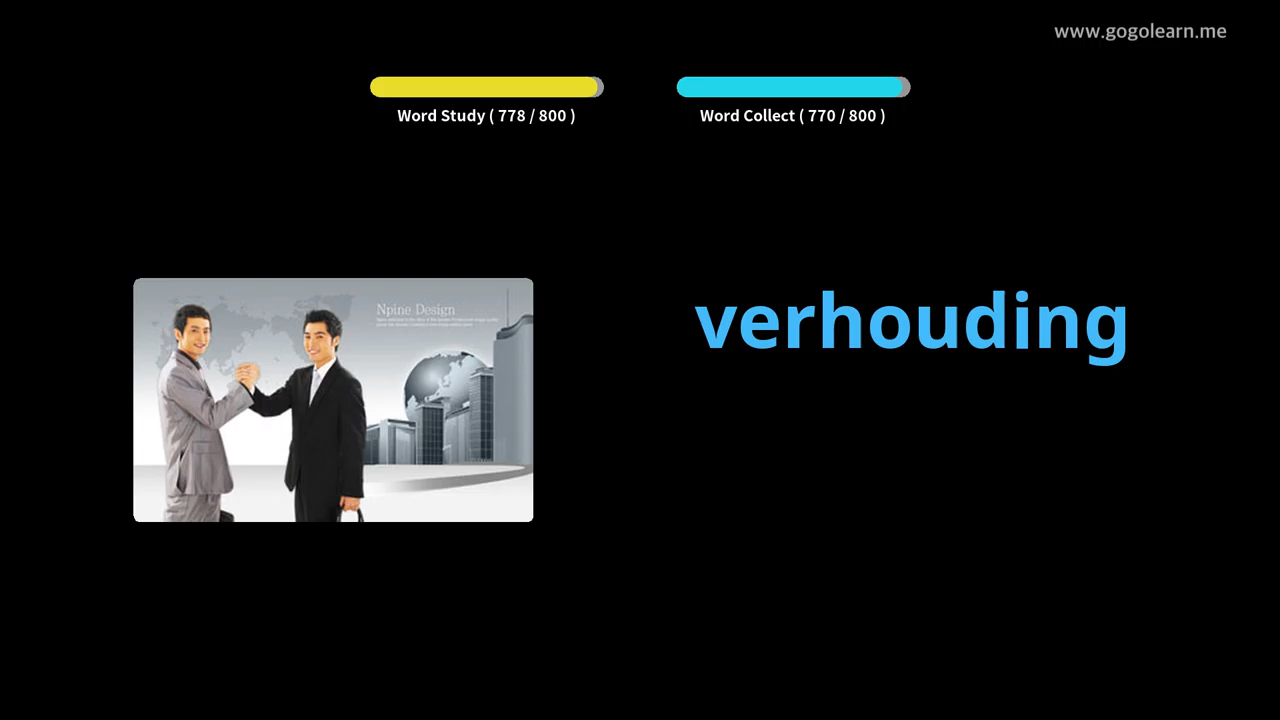 www.gogolearn.me
Word Study ( 778 / 800 )
Word Collect ( 770 / 800 )
Npine Design
verhouding